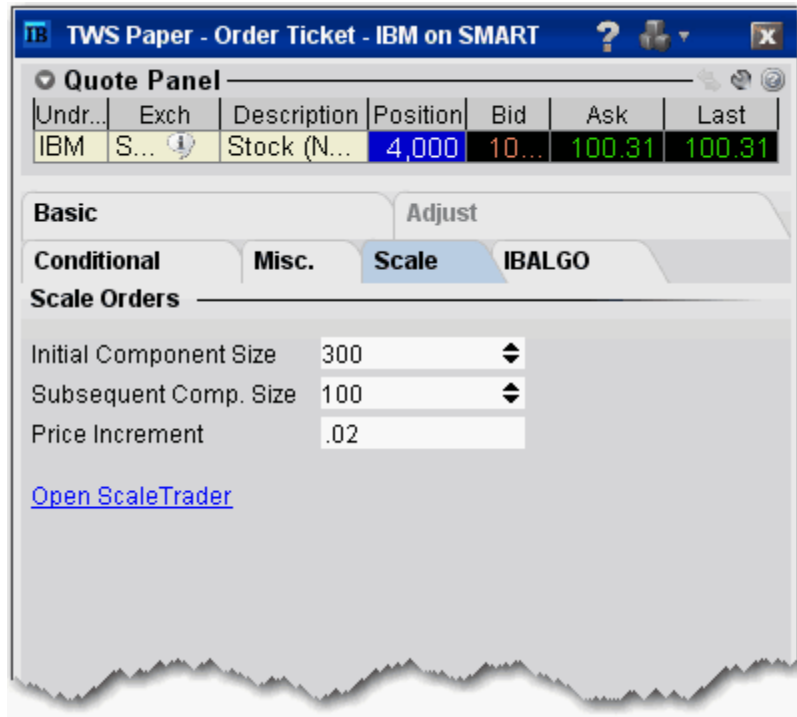 IB TWS Paper - Order Ticket - IBM on SMART ? X
Quote Panel
Undr... Exch Description Position Bid Ask Last
IBM S... Stock (N... 4,000 10... 100.31 100.31
Basic Adjust
Conditional Misc. Scale IBALGO
Scale Orders
Initial Component Size 300
Subsequent Comp. Size 100
Price Increment .02
Open ScaleTrader